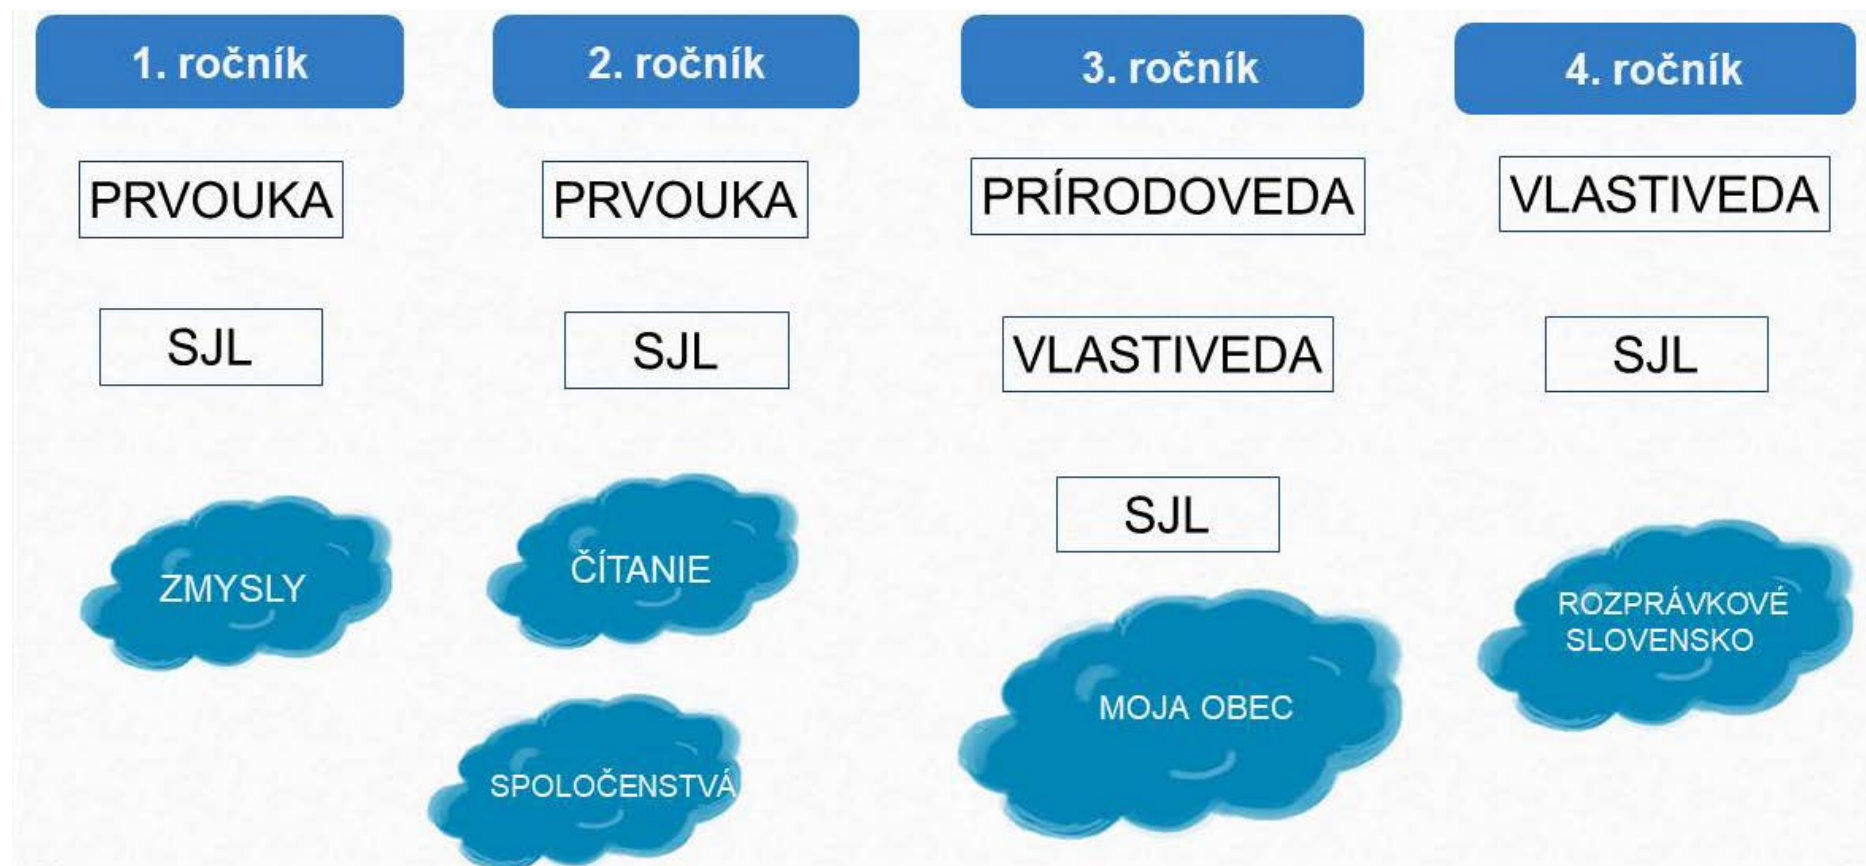 1. ročník
PRVOUKA
SJL
ZMYSLY
2. ročník
PRVOUKA
SJL
ČÍTANIE
SPOLOČENSTVÁ
3. ročník
PRÍRODOVEDA
VLASTIVEDA
SJL
MOJA OBEC
4. ročník
VLASTIVEDA
SJL
ROZPRÁVKOVÉ
SLOVENSKO